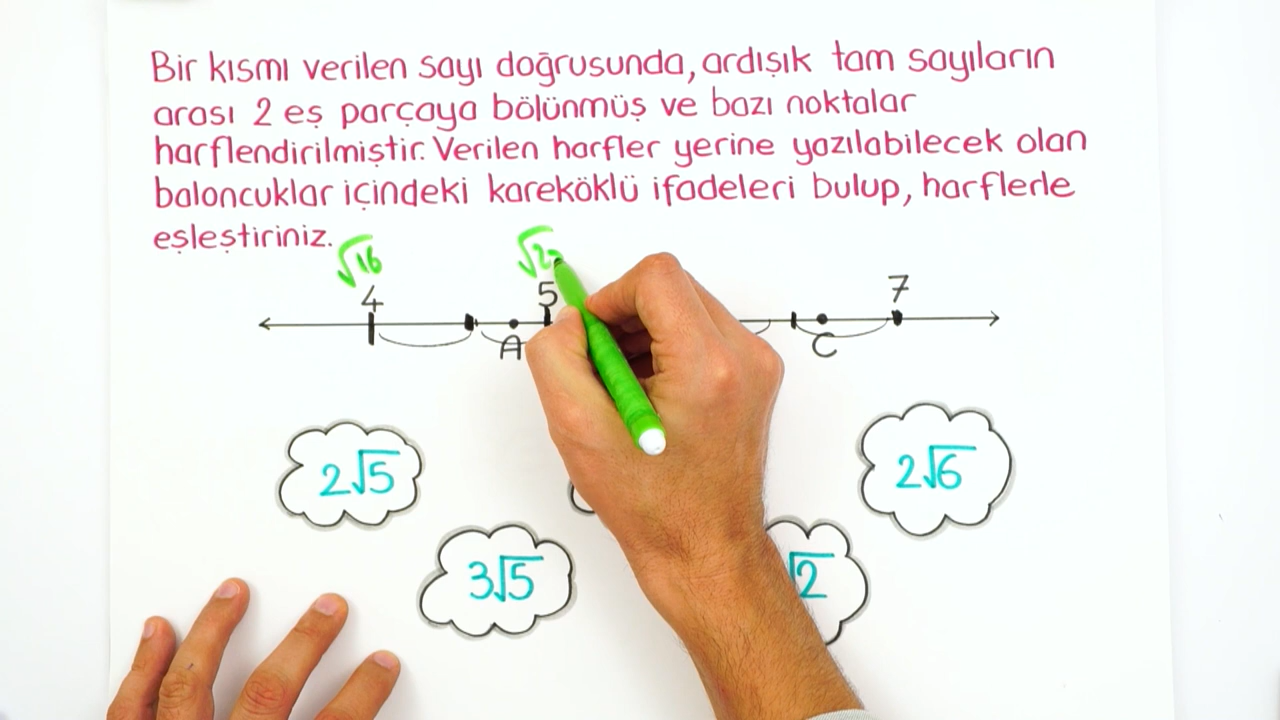 Bir kısmı verilen sayı doğrusunda, ardışık tam sayıların
arası 2 eş parçaya bölünmüş ve bazı noktalar
harflendirilmiştir. Verilen harfler yerine yazılabilecek olan
baloncuklar içindeki kareköklü ifadeleri bulup, harflerle
eşleştiriniz.
√16 √2
4 5 7
A C
2√5 2√6
3√5 √2